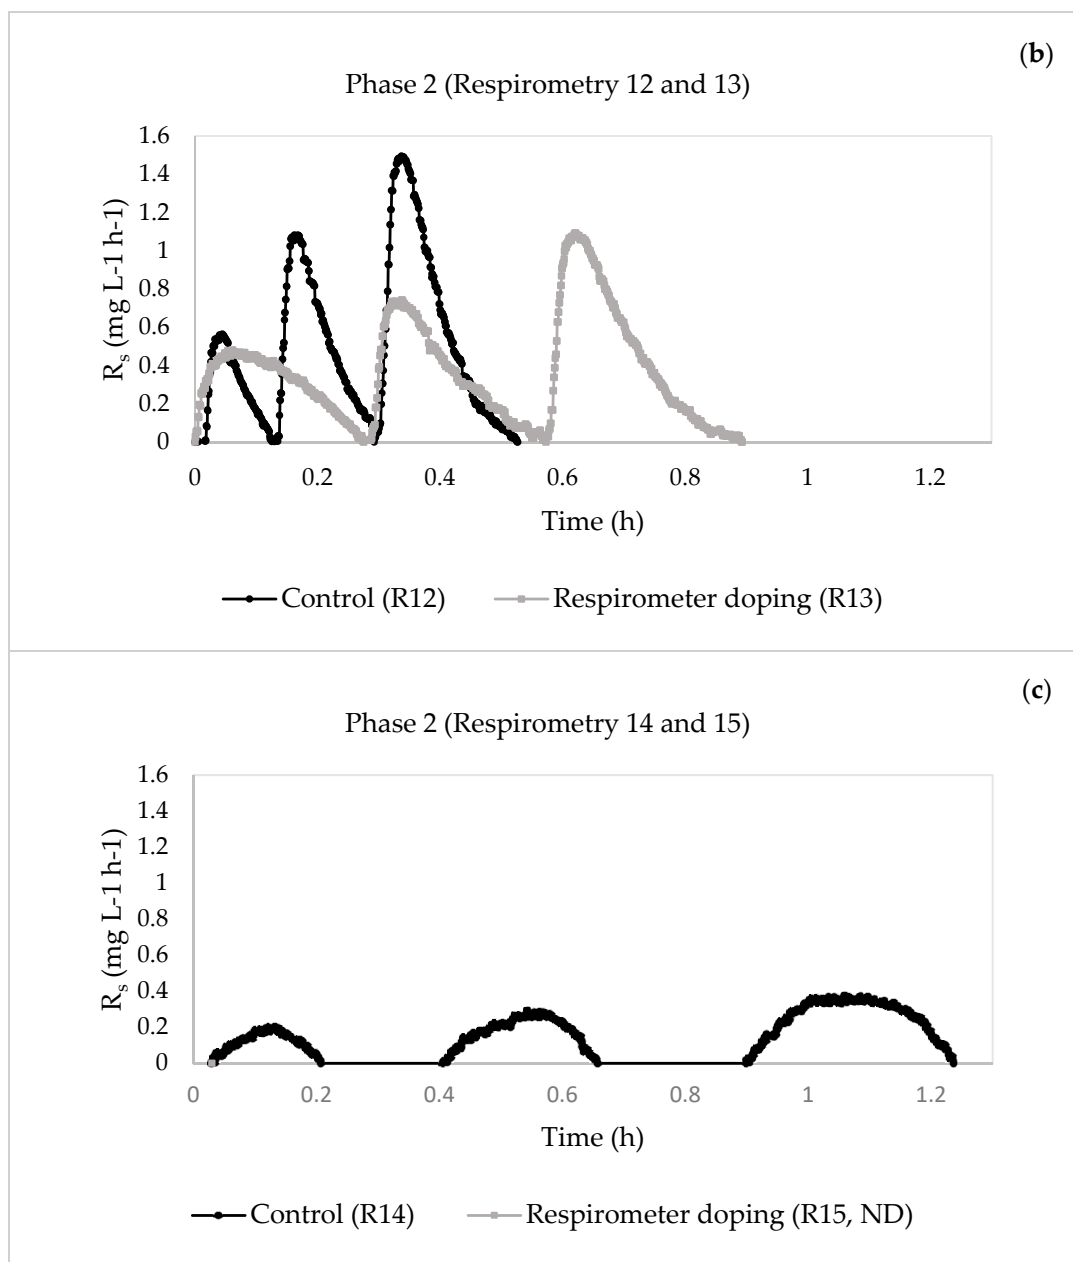 (b)
Phase 2 (Respirometry 12 and 13)
1.6
1.4
1.2
1
0.8
0.6
0.4
0.2
0
Rs (mg L-1 h-1)
0 0.2 0.4 0.6 0.8 1 1.2
Time (h)
Control (R12) Respirometer doping (R13)
(c)
Phase 2 (Respirometry 14 and 15)
1.6
1.4
1.2
1
0.8
0.6
0.4
0.2
0
Rs (mg L-1 h-1)
0 0.2 0.4 0.6 0.8 1 1.2
Time (h)
Control (R14) Respirometer doping (R15, ND)